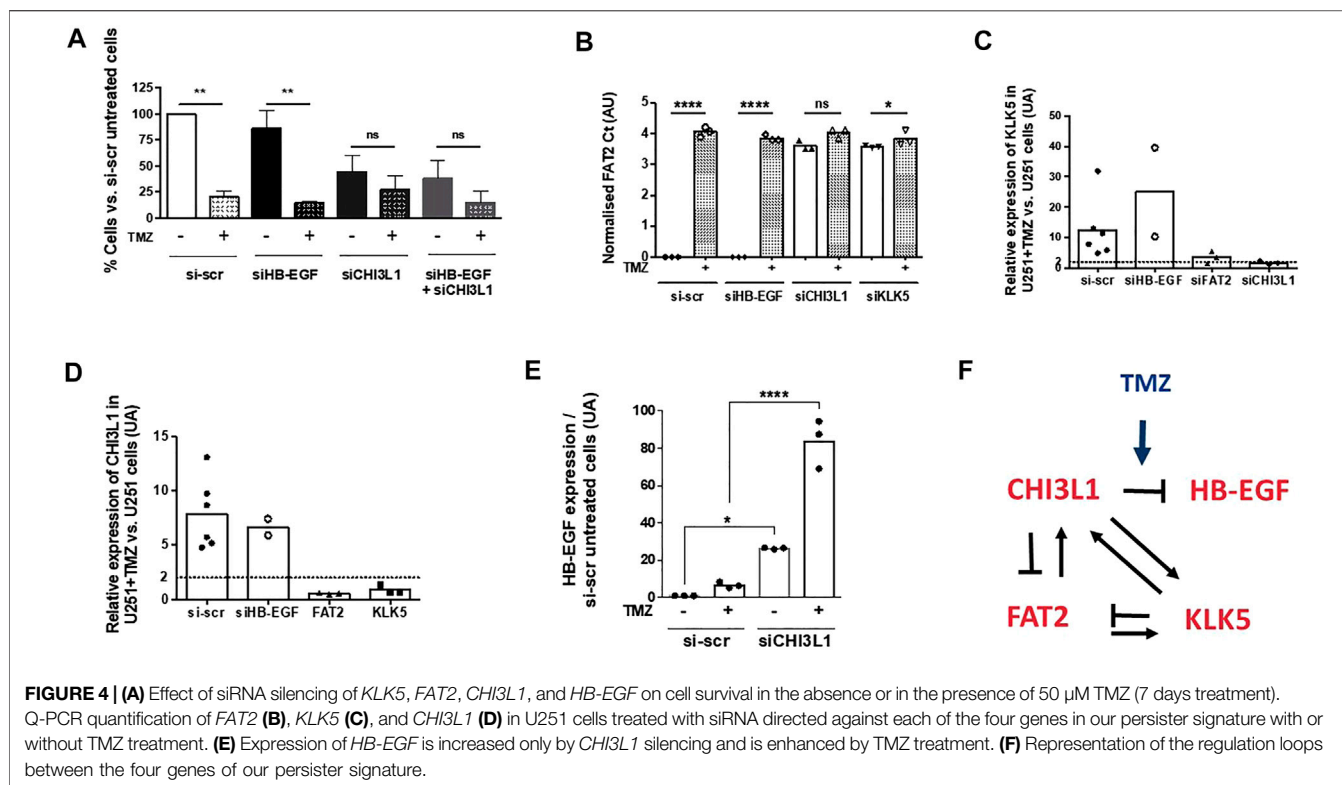 A
% Cells vs. si-scr untreated cells
125
100
75
50
25
0
** ** ns ns
TMZ - + - + - + - +
si-scr siHB-EGF siCHI3L1 siHB-EGF
+ siCHI3L1
B
Normalised FAT2 Ct (AU)
5
4
3
2
1
0
**** **** ns *
TMZ + + + +
si-scr siHB-EGF siCHI3L1 siKLK5
C
Relative expression of KLK5 in
U251+TMZ vs. U251 cells (UA)
50
40
30
20
10
2
0
si-scr siHB-EGF siFAT2 siCHI3L1
D
Relative expression of CHI3L1 in
U251+TMZ vs. U251 cells (UA)
15
10
5
2
0
si-scr siHB-EGF FAT2 KLK5
E
HB-EGF expression /
si-scr untreated cells (UA)
100
80
60
40
20
0
****
*
TMZ - + - +
si-scr siCHI3L1
F
TMZ
CHI3L1 HB-EGF
FAT2 KLK5
FIGURE 4 | (A) Effect of siRNA silencing of KLK5, FAT2, CHI3L1, and HB-EGF on cell survival in the absence or in the presence of 50 µM TMZ (7 days treatment).
Q-PCR quantification of FAT2 (B), KLK5 (C), and CHI3L1 (D) in U251 cells treated with siRNA directed against each of the four genes in our persister signature with or
without TMZ treatment. (E) Expression of HB-EGF is increased only by CHI3L1 silencing and is enhanced by TMZ treatment. (F) Representation of the regulation loops
between the four genes of our persister signature.